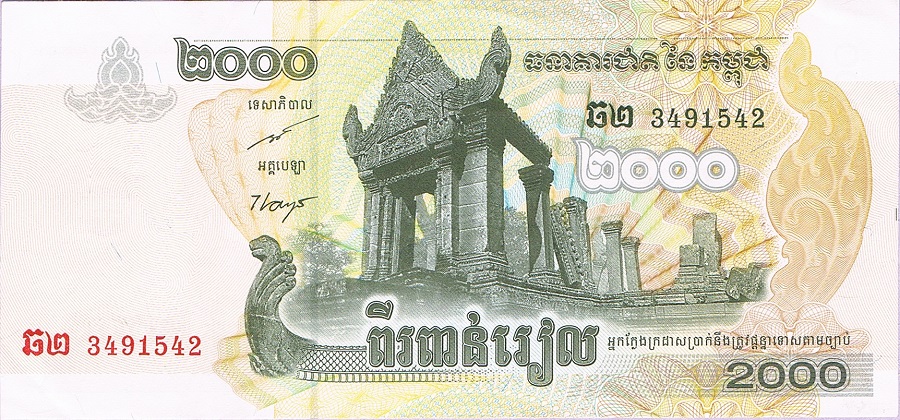 ២០០០
ធនាគារជាតិ នៃ កម្ពុជា
ទេសាភិបាល
ឆ២ 3491542
អគ្គបេឡា
២០០០
ឆ២ 3491542
ពីរពាន់រៀល
អ្នកក្លែងក្រដាសប្រាក់នឹងត្រូវផ្តន្ទាទោសតាមច្បាប់
2000